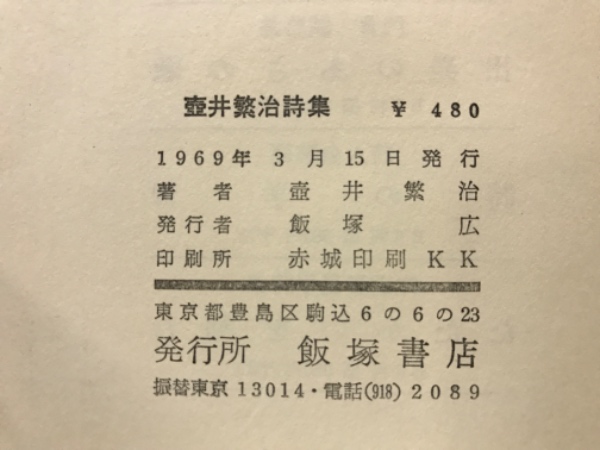 壺井繁治詩集 ¥ 480
1969年 3月15日発行
著者 壺井繁治
発行者 飯塚広
印刷所 赤城印刷KK
東京都豊島区駒込6の6の23
発行所 飯塚書店
振替東京 13014・電話(918) 2089